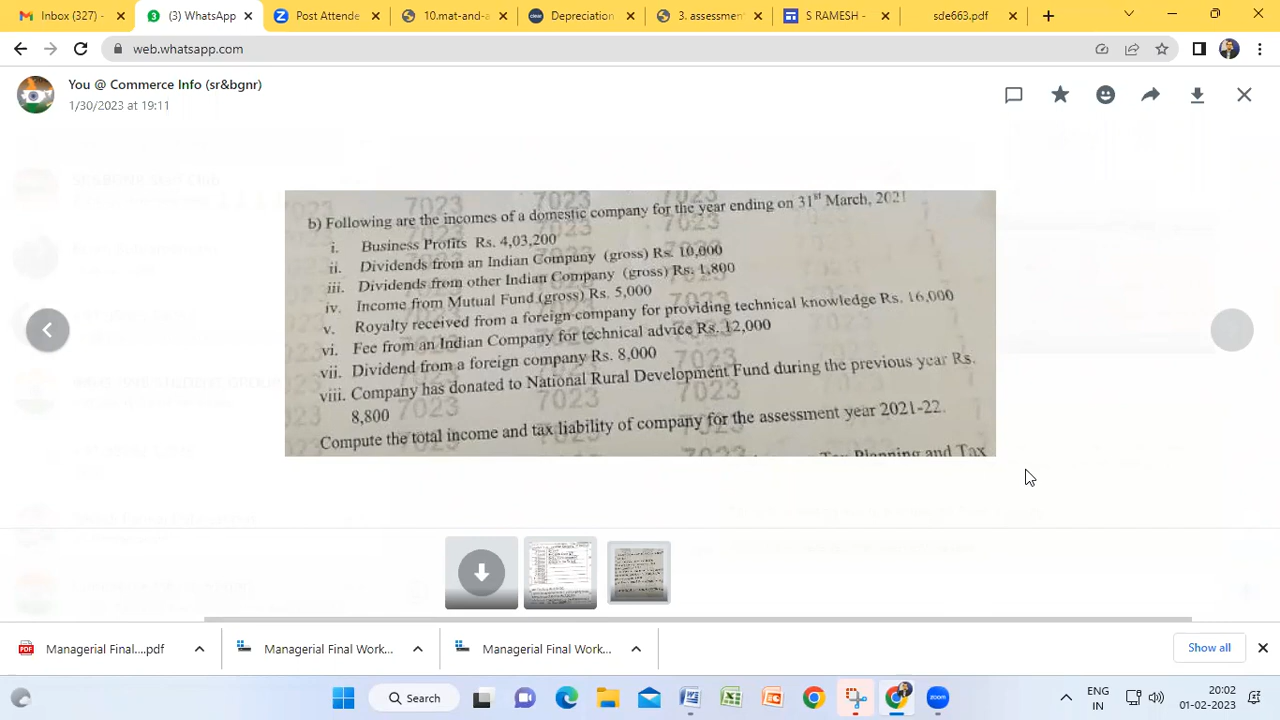 Inbox (327) -
3
(3) WhatsApp
Post Attende
10.mat-and-a
clear
Depreciation
3. assessment
S RAMESH -
sde663.pdf
web.whatsapp.com
You @ Commerce Info (sr&bgnr)
1/30/2023 at 19:11
b) Following are the incomes of a domestic company for the year ending on 31st March, 2021
i. Business Profits Rs. 4,03,200
ii. Dividends from an Indian Company (gross) Rs. 10,000
iii. Dividends from other Indian Company (gross) Rs. 1,800
iv. Income from Mutual Fund (gross) Rs. 5,000
v. Royalty received from a foreign company for providing technical knowledge Rs. 16,000
vi. Fee from an Indian Company for technical advice Rs. 12,000
vii. Dividend from a foreign company Rs. 8,000
viii. Company has donated to National Rural Development Fund during the previous year Rs.
8,800
Compute the total income and tax liability of company for the assessment year 2021-22.
Tax Planning and Tax
Managerial Final....pdf
Managerial Final Work...
Managerial Final Work...
Show all
Search
zoom
ENG
IN
20:02
01-02-2023